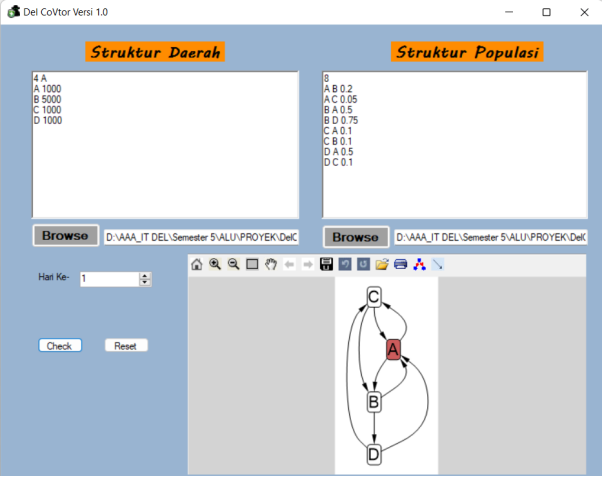 Del CoVtor Versi 1.0
Struktur Daerah
Struktur Populasi
4 A
A 1000
B 5000
C 1000
D 1000
8
A B 0.2
A C 0.05
B A 0.5
B D 0.75
C A 0.1
C B 0.1
D A 0.5
D C 0.1
Browse
D:\AAA_IT DEL\Semester 5\ALU\PROYEK\DelC
Browse
D:\AAA_IT DEL\Semester 5\ALU\PROYEK\DelC
Hari Ke-
1
Check
Reset
C
A
B
D